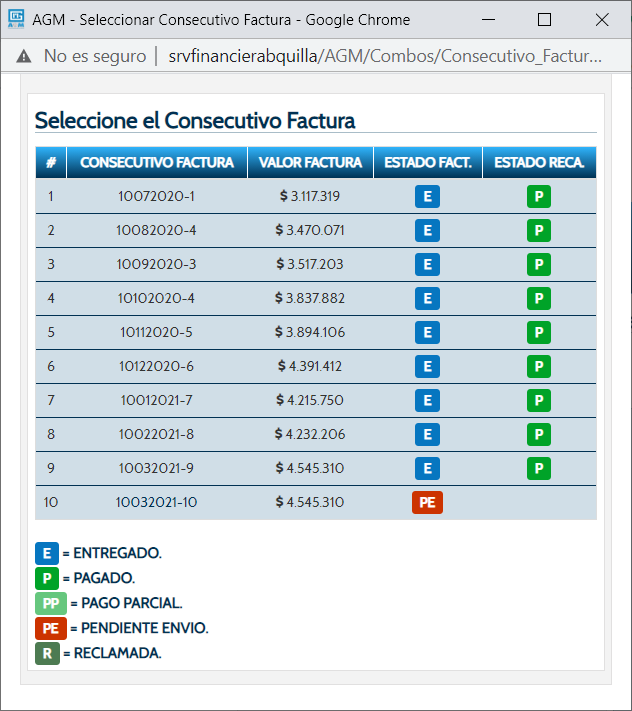 AGM - Seleccionar Consecutivo Factura - Google Chrome
No es seguro | srvfinancierabquilla/AGM/Combos/Consecutivo_Factur...
Seleccione el Consecutivo Factura
# CONSECUTIVO FACTURA VALOR FACTURA ESTADO FACT. ESTADO RECA.
1 10072020-1 $ 3.117.319 E P
2 10082020-4 $ 3.470.071 E P
3 10092020-3 $ 3.517.203 E P
4 10102020-4 $ 3.837.882 E P
5 10112020-5 $ 3.894.106 E P
6 10122020-6 $ 4.391.412 E P
7 10012021-7 $ 4.215.750 E P
8 10022021-8 $ 4.232.206 E P
9 10032021-9 $ 4.545.310 E P
10 10032021-10 $ 4.545.310 PE
E = ENTREGADO.
P = PAGADO.
PP = PAGO PARCIAL.
PE = PENDIENTE ENVIO.
R = RECLAMADA.